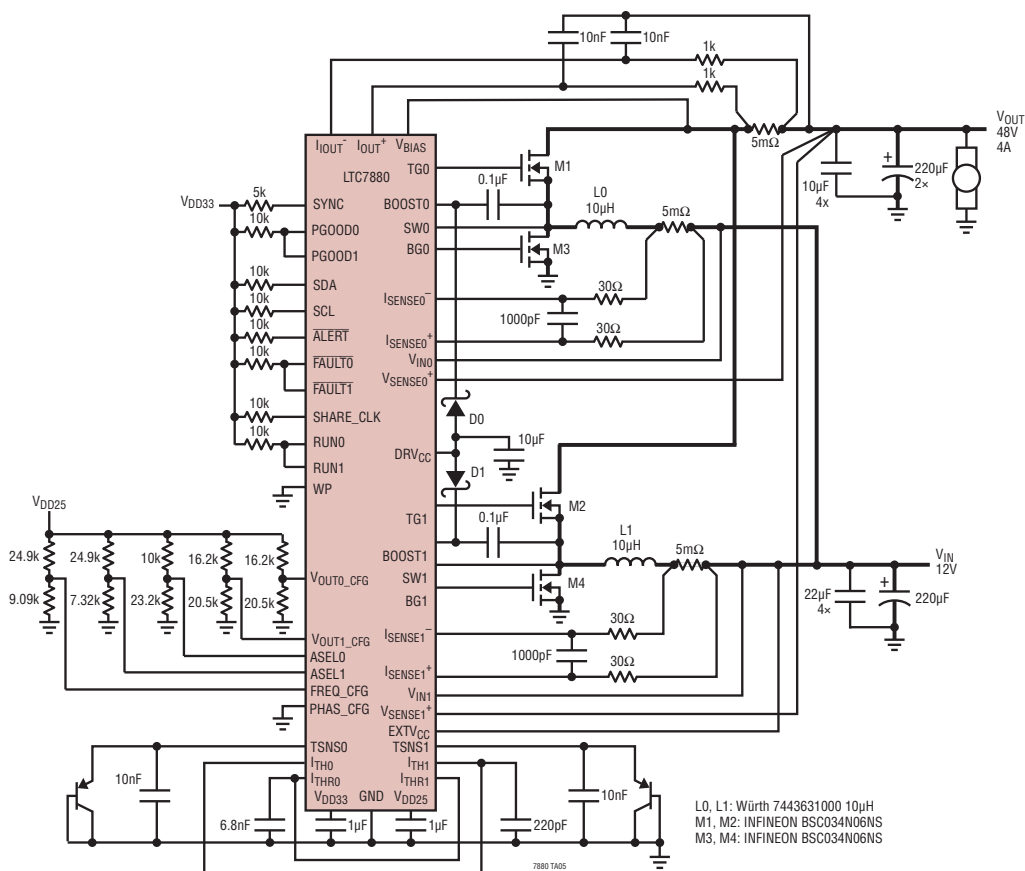 10nF
10nF
1k
1k
IOUT-
IOUT+
VBIAS
VOUT
48V
4A
5mΩ
LTC7880
TG0
M1
10µF
4x
220µF
2×
+
0.1µF
L0
10µH
VDD33
5k
SYNC
BOOST0
5mΩ
10k
PGOOD0
SW0
PGOOD1
BG0
M3
10k
SDA
ISENSE0-
30Ω
10k
SCL
1000pF
10k
ALERT
ISENSE0+
30Ω
10k
FAULT0
VIN0
FAULT1
VSENSE0+
10k
SHARE_CLK
D0
10k
RUN0
10µF
RUN1
DRVCC
D1
WP
M2
TG1
VDD25
0.1µF
L1
10µH
24.9k
24.9k
10k
16.2k
16.2k
BOOST1
5mΩ
VIN
12V
VOUT0_CFG
SW1
M4
9.09k
7.32k
23.2k
20.5k
20.5k
BG1
22µF
4×
+
220µF
VOUT1_CFG
ISENSE1-
30Ω
ASEL0
1000pF
ASEL1
ISENSE1+
30Ω
FREQ_CFG
VIN1
PHAS_CFG
VSENSE1+
EXTVCC
TSNS0
TSNS1
ITH0
ITH1
10nF
ITHR0
ITHR1
10nF
VDD33
GND
VDD25
6.8nF
1µF
1µF
220pF
L0, L1: Würth 7443631000 10µH
M1, M2: INFINEON BSC034N06NS
M3, M4: INFINEON BSC034N06NS
7880 TA05